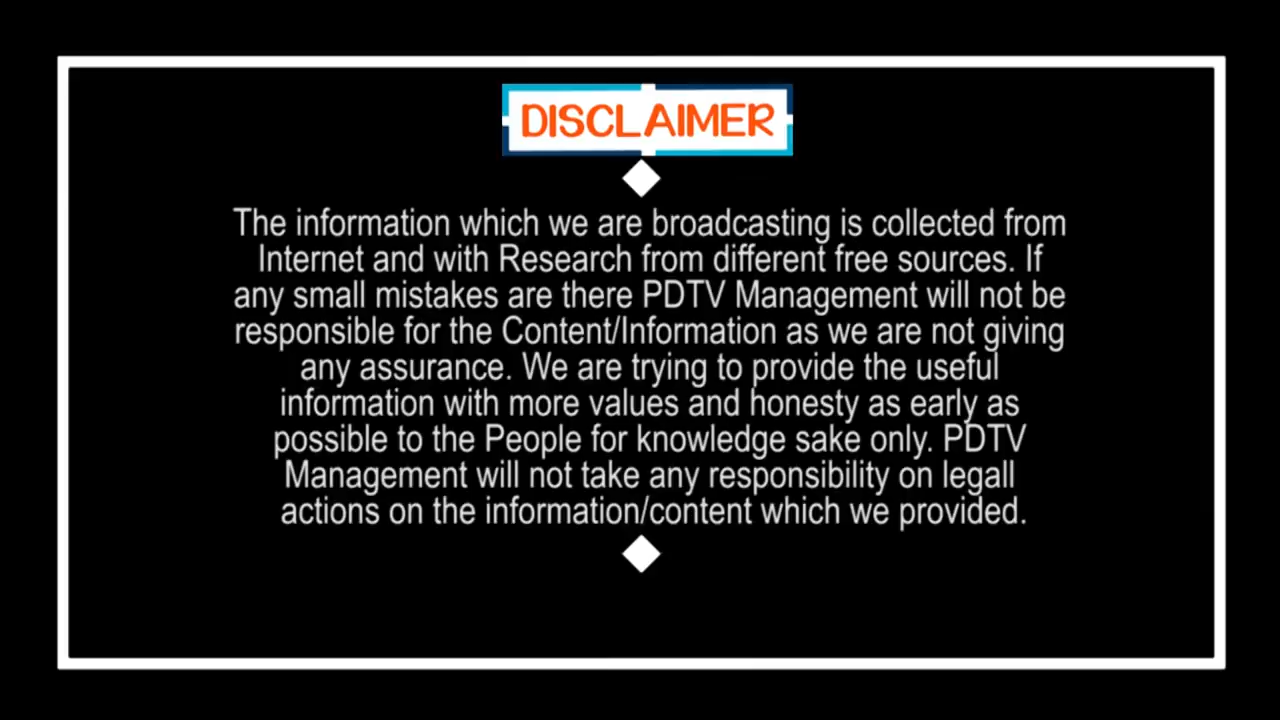 DISCLAIMER
The information which we are broadcasting is collected from
Internet and with Research from different free sources. If
any small mistakes are there PDTV Management will not be
responsible for the Content/Information as we are not giving
any assurance. We are trying to provide the useful
information with more values and honesty as early as
possible to the People for knowledge sake only. PDTV
Management will not take any responsibility on legall
actions on the information/content which we provided.